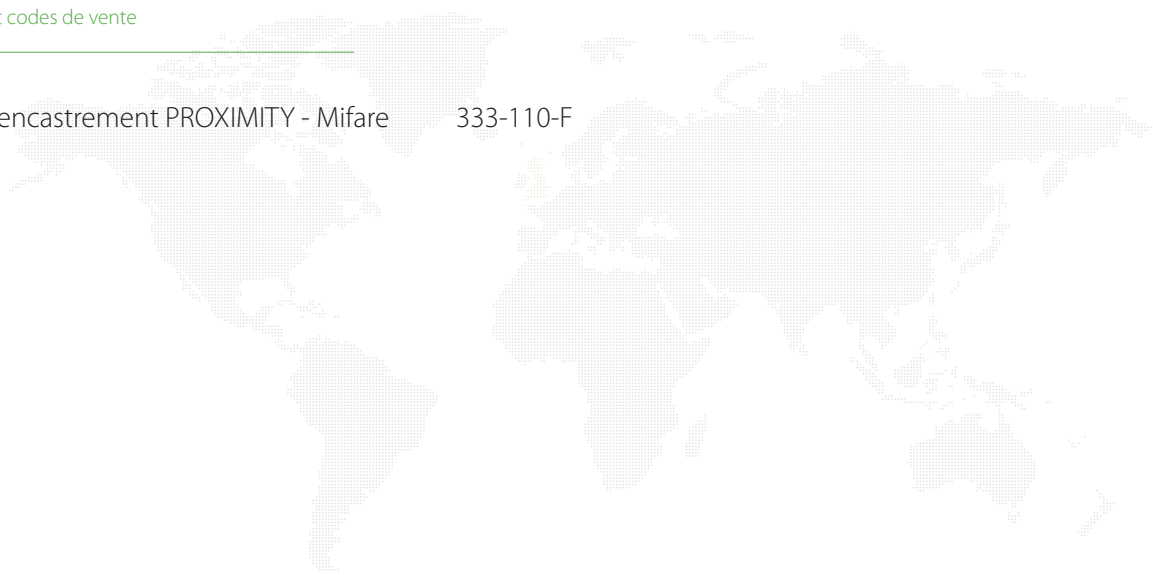 codes de vente
encastrement PROXIMITY - Mifare 333-110-F